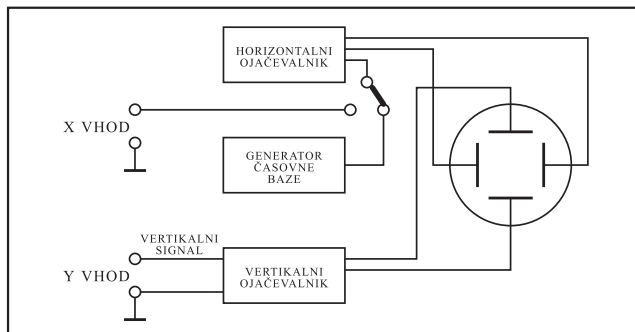 HORIZONTALNI
OJAČEVALNIK
X VHOD
GENERATOR
ČASOVNE
BAZE
VERTIKALNI
SIGNAL
Y VHOD
VERTIKALNI
OJAČEVALNIK